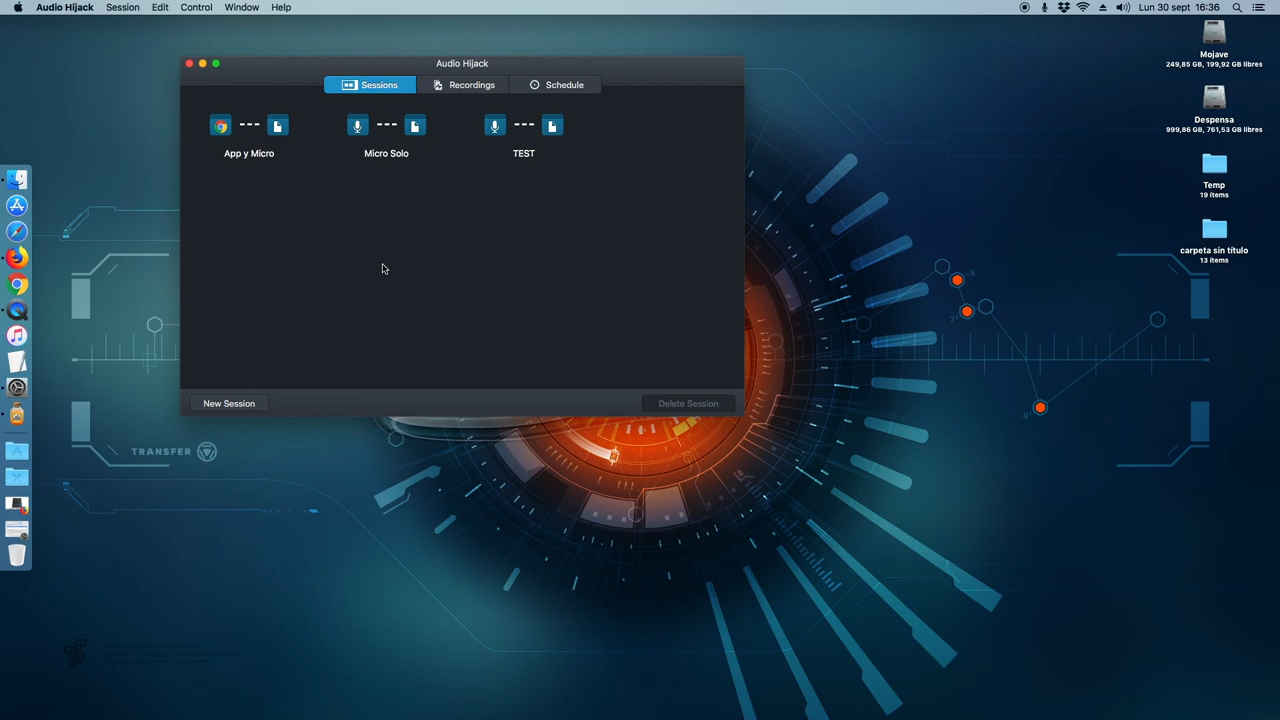 Audio Hijack Session Edit Control Window Help Lun 30 sept 16:36
Audio Hijack
Sessions Recordings Schedule
App y Micro Micro Solo TEST
New Session Delete Session
Mojave
249,85 GB, 199,92 GB libres
Despensa
999,86 GB, 761,53 GB libres
Temp
19 ítems
carpeta sin título
13 ítems
TRANSFER